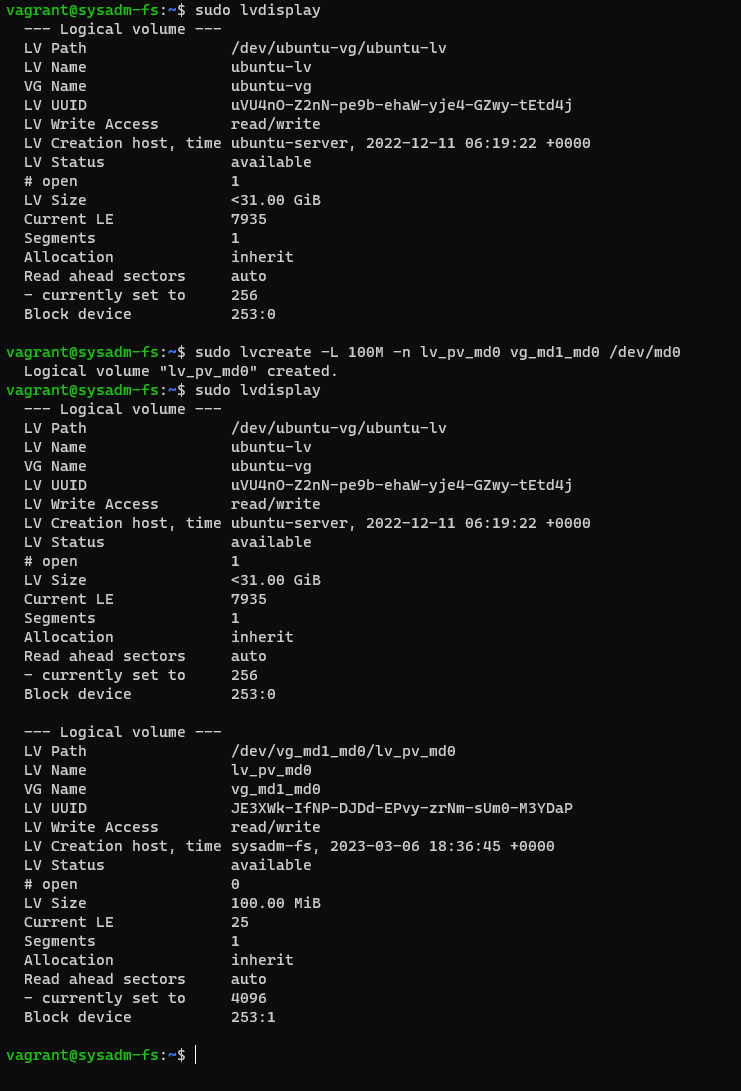 vagrant@sysadm-fs:~$ sudo lvdisplay
--- Logical volume ---
LV Path                /dev/ubuntu-vg/ubuntu-lv
LV Name                ubuntu-lv
VG Name                ubuntu-vg
LV UUID                uVU4nO-Z2nN-pe9b-ehaW-yje4-GZwy-tEtd4j
LV Write Access        read/write
LV Creation host, time ubuntu-server, 2022-12-11 06:19:22 +0000
LV Status              available
# open                 1
LV Size                <31.00 GiB
Current LE             7935
Segments               1
Allocation             inherit
Read ahead sectors     auto
- currently set to     256
Block device           253:0
vagrant@sysadm-fs:~$ sudo lvcreate -L 100M -n lv_pv_md0 vg_md1_md0 /dev/md0
Logical volume "lv_pv_md0" created.
vagrant@sysadm-fs:~$ sudo lvdisplay
--- Logical volume ---
LV Path                /dev/ubuntu-vg/ubuntu-lv
LV Name                ubuntu-lv
VG Name                ubuntu-vg
LV UUID                uVU4nO-Z2nN-pe9b-ehaW-yje4-GZwy-tEtd4j
LV Write Access        read/write
LV Creation host, time ubuntu-server, 2022-12-11 06:19:22 +0000
LV Status              available
# open                 1
LV Size                <31.00 GiB
Current LE             7935
Segments               1
Allocation             inherit
Read ahead sectors     auto
- currently set to     256
Block device           253:0
--- Logical volume ---
LV Path                /dev/vg_md1_md0/lv_pv_md0
LV Name                lv_pv_md0
VG Name                vg_md1_md0
LV UUID                JE3XWk-IfNP-DJDd-EPvy-zrNm-sUm0-M3YDaP
LV Write Access        read/write
LV Creation host, time sysadm-fs, 2023-03-06 18:36:45 +0000
LV Status              available
# open                 0
LV Size                100.00 MiB
Current LE             25
Segments               1
Allocation             inherit
Read ahead sectors     auto
- currently set to     4096
Block device           253:1
vagrant@sysadm-fs:~$